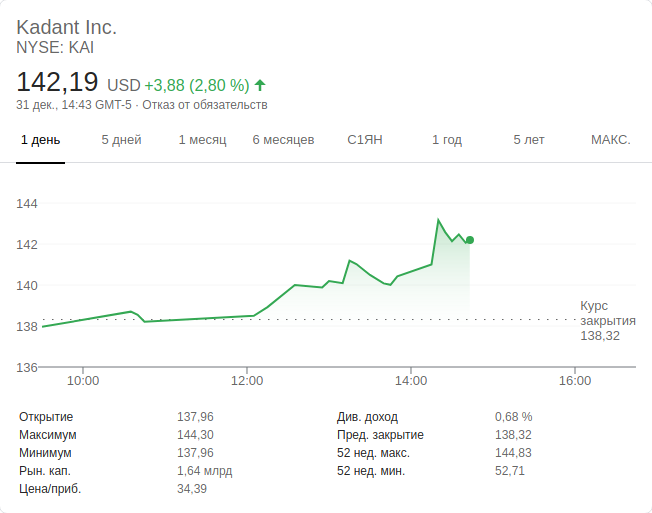 Kadant Inc.
NYSE: KAI
142,19 USD +3,88 (2,80 %)
31 дек., 14:43 GMT-5 · Отказ от обязательств
1 день 5 дней 1 месяц 6 месяцев С1ЯН 1 год 5 лет МАКС.
144
142
140
138
136
Курс
закрытия
138,32
10:00 12:00 14:00 16:00
Открытие 137,96
Максимум 144,30
Минимум 137,96
Рын. кап. 1,64 млрд
Цена/приб. 34,39
Див. доход 0,68 %
Пред. закрытие 138,32
52 нед. макс. 144,83
52 нед. мин. 52,71